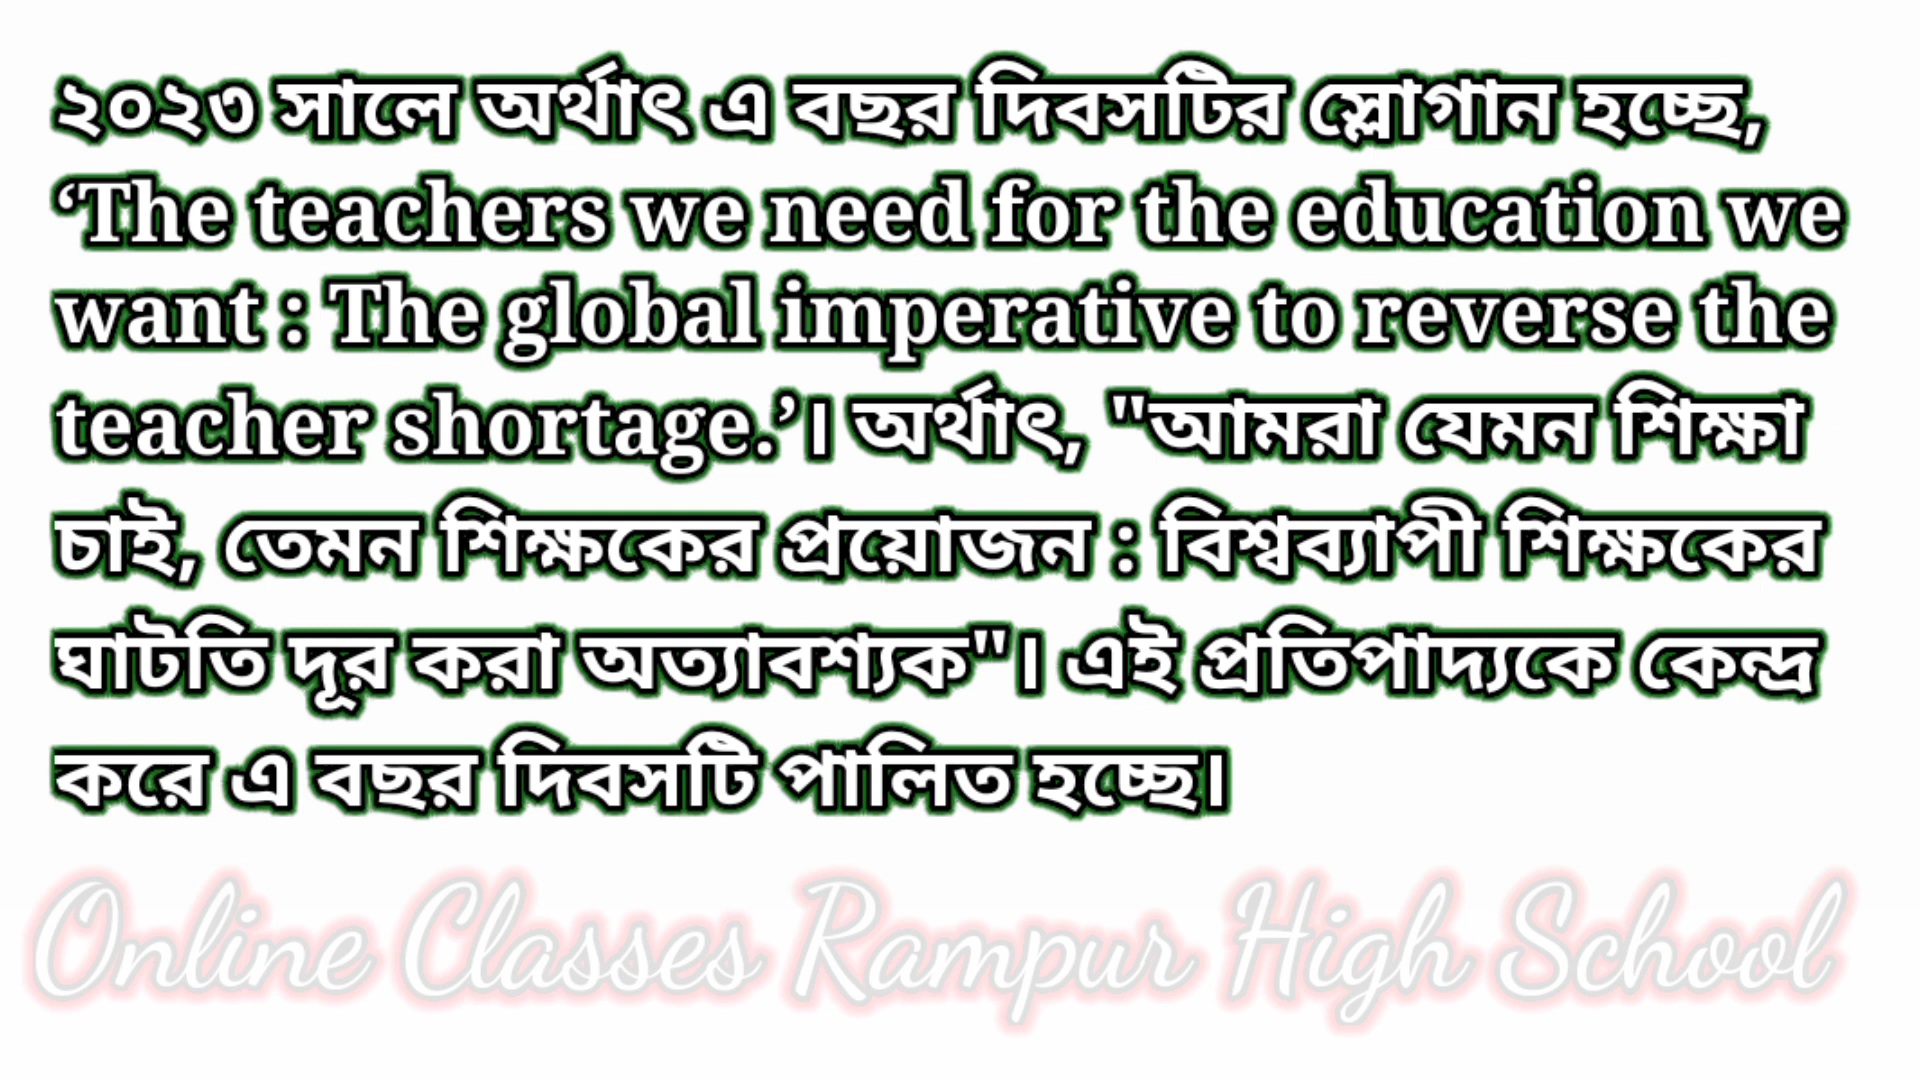 ২০২৩ সালে অর্থাৎ এ বছর দিবসটির স্লোগান হচ্ছে,
‘The teachers we need for the education we
want : The global imperative to reverse the
teacher shortage.’। অর্থাৎ, "আমরা যেমন শিক্ষা
চাই, তেমন শিক্ষকের প্রয়োজন : বিশ্বব্যাপী শিক্ষকের
ঘাটতি দূর করা অত্যাবশ্যক"। এই প্রতিপাদ্যকে কেন্দ্র
করে এ বছর দিবসটি পালিত হচ্ছে।
Online Classes Rampur High School